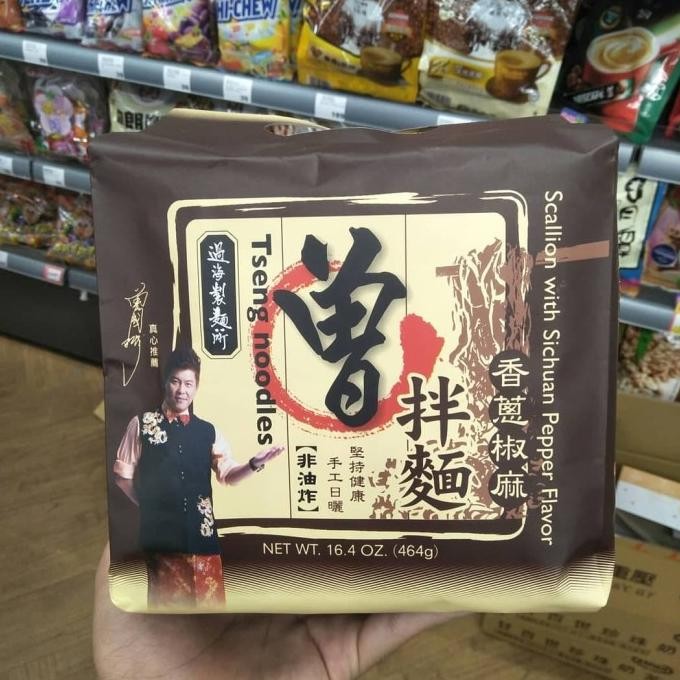 HI-CHEW
過海製麵所
Tseng noodles
曾
拌麵
香蔥椒麻
Scallion with Sichuan Pepper Flavor
真心推薦
堅持健康
手工日曬
【非油炸】
NET WT. 16.4 OZ. (464g)